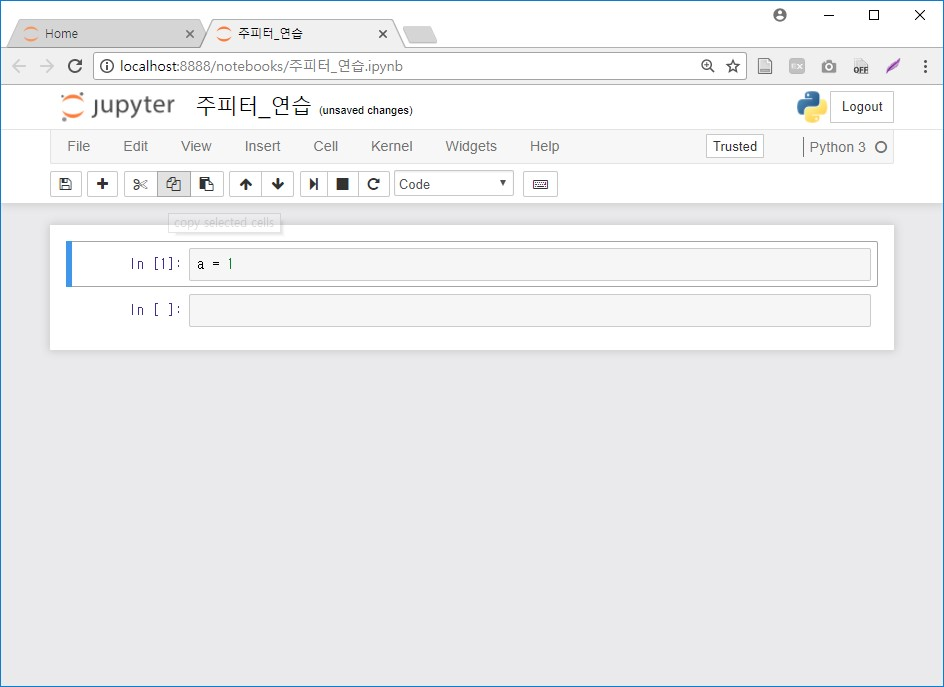 Home
주피터_연습
localhost:8888/notebooks/주피터_연습.ipynb
OFF
jupyter 주피터_연습 (unsaved changes) Logout
File Edit View Insert Cell Kernel Widgets Help Trusted Python 3
Code
copy selected cells
In [1]: a = 1
In [ ]: